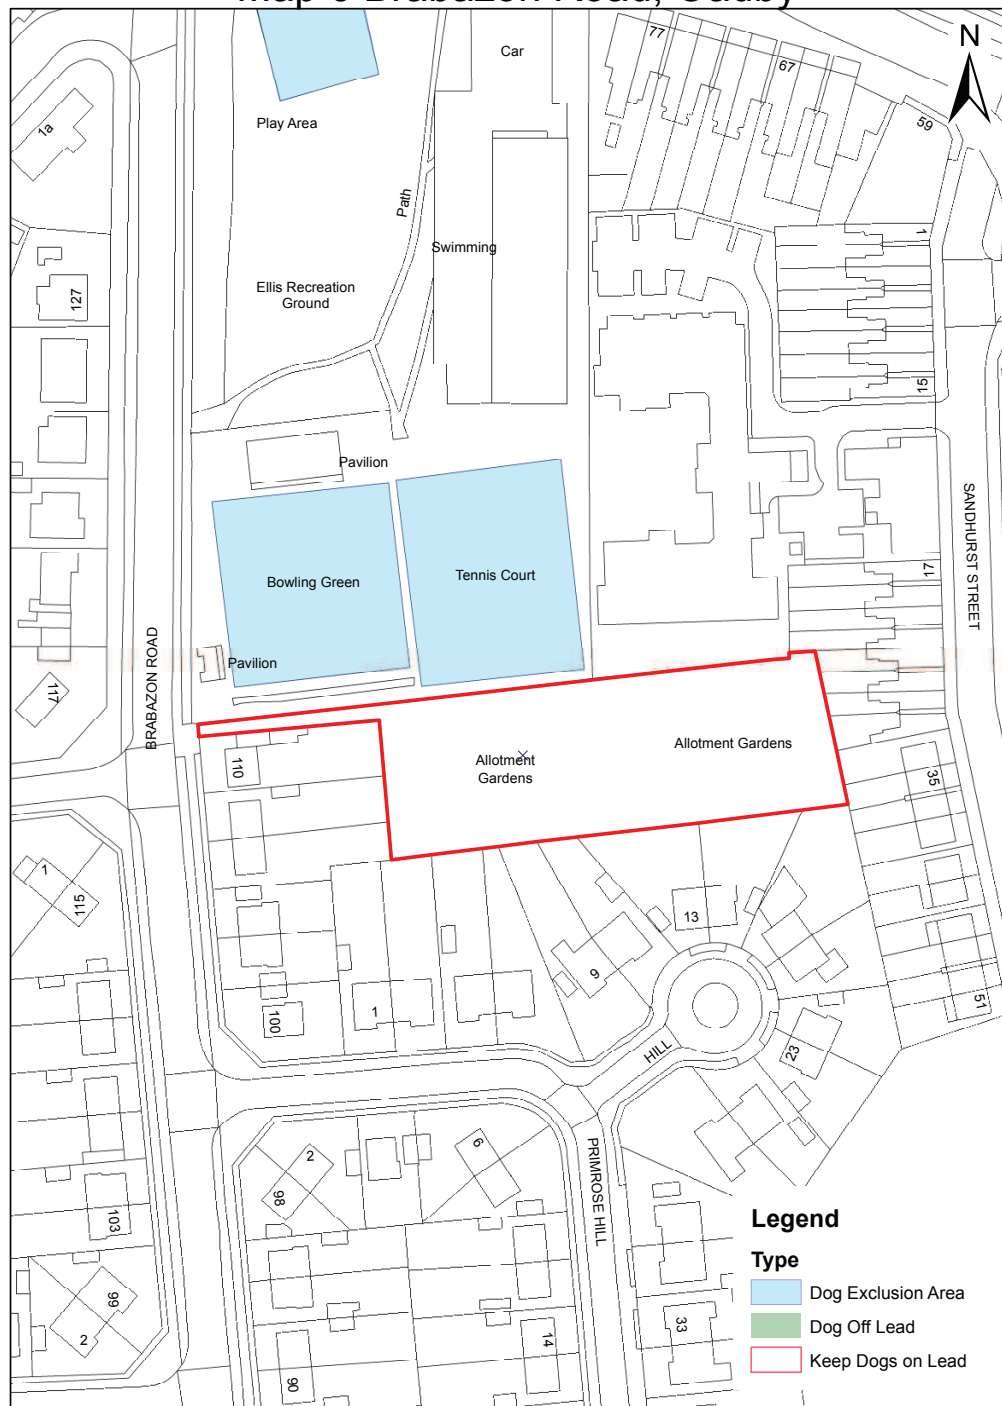 Brabazon Road,
Car
77
67
59
N
1a
Play Area
Path
Swimming
1
127
Ellis Recreation
Ground
15
Pavilion
SANDHURST STREET
Bowling Green
Tennis Court
17
BRABAZON ROAD
Pavilion
117
110
Allotment
Gardens
Allotment Gardens
35
1
115
13
9
51
100
1
HILL
23
2
98
6
PRIMROSE HILL
103
99
2
90
14
33
Legend
Type
Dog Exclusion Area
Dog Off Lead
Keep Dogs on Lead